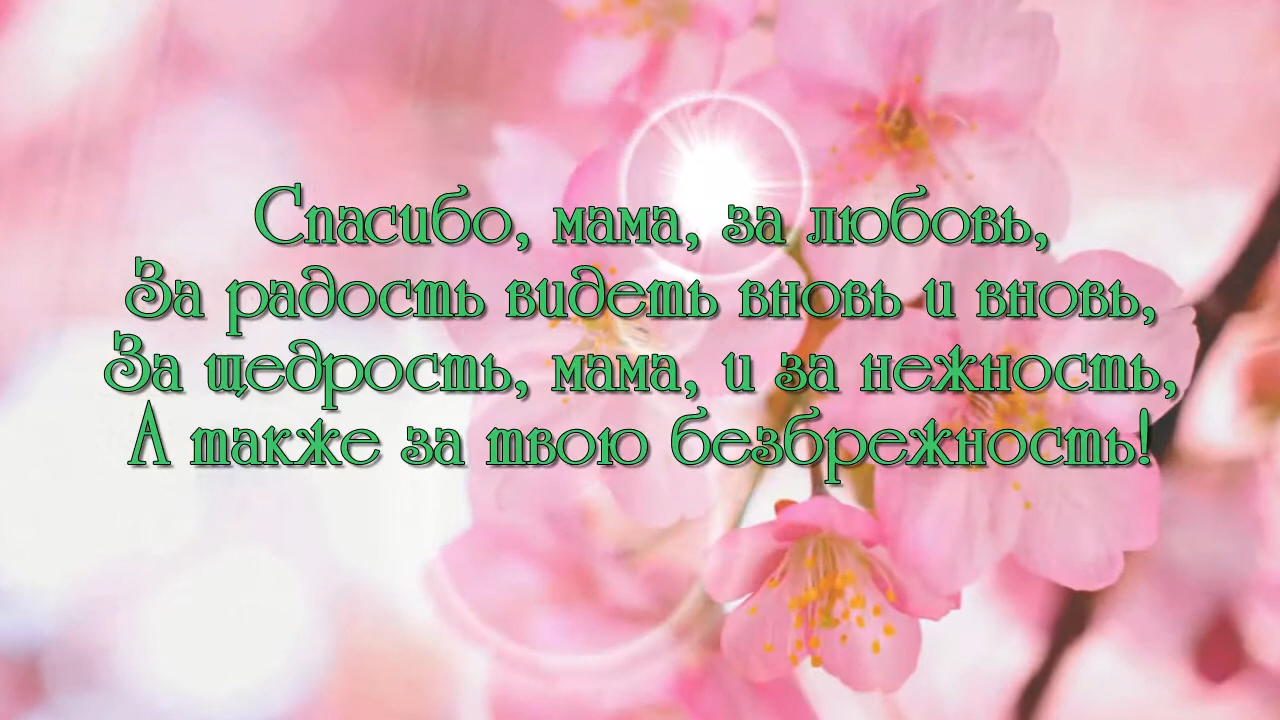 Спасибо, мама, за любовь,
За радость видеть вновь и вновь,
За щедрость, мама, и за нежность,
А также за твою безбрежность!